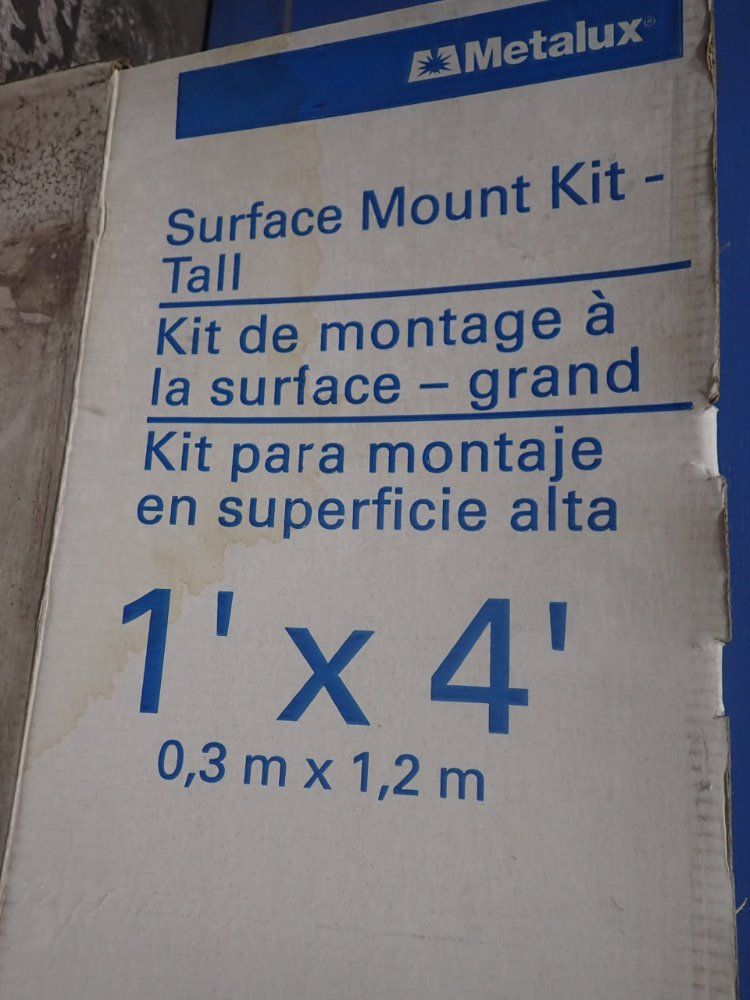 Metalux®
Surface Mount Kit -
Tall
Kit de montage à
la surface – grand
Kit para montaje
en superficie alta
1' x 4'
0,3 m x 1,2 m